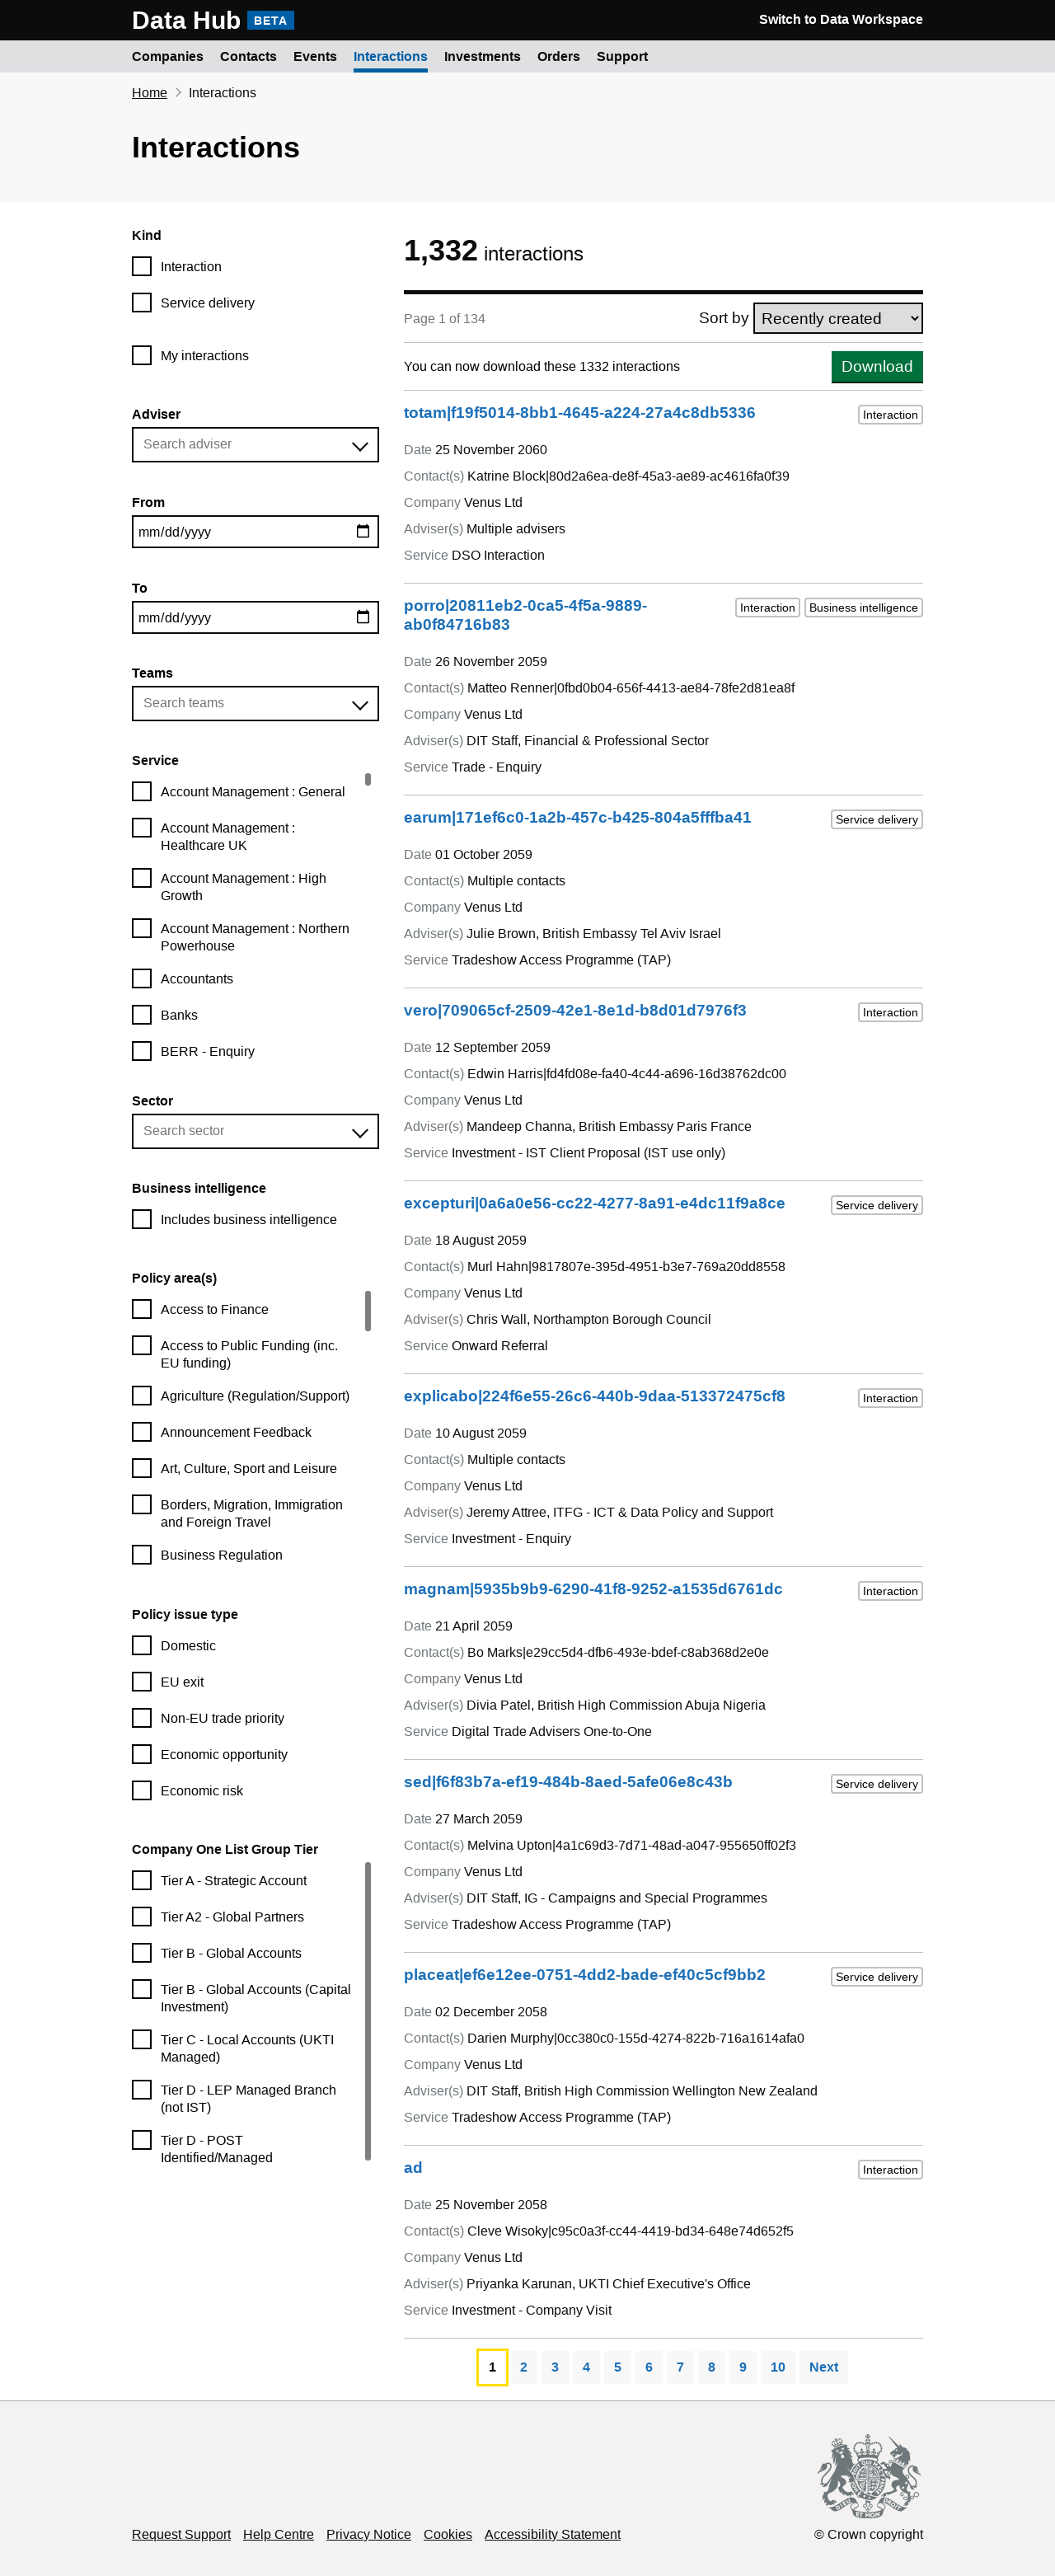 Data Hub BETA
Switch to Data Workspace
Companies Contacts Events Interactions Investments Orders Support
Home Interactions
Interactions
Kind
Interaction
Service delivery
My interactions
Adviser
Search adviser
From
mm/dd/yyyy
To
mm/dd/yyyy
Teams
Search teams
Service
Account Management : General
Account Management :
Healthcare UK
Account Management : High
Growth
Account Management : Northern
Powerhouse
Accountants
Banks
BERR - Enquiry
Sector
Search sector
Business intelligence
Includes business intelligence
Policy area(s)
Access to Finance
Access to Public Funding (inc.
EU funding)
Agriculture (Regulation/Support)
Announcement Feedback
Art, Culture, Sport and Leisure
Borders, Migration, Immigration
and Foreign Travel
Business Regulation
Policy issue type
Domestic
EU exit
Non-EU trade priority
Economic opportunity
Economic risk
Company One List Group Tier
Tier A - Strategic Account
Tier A2 - Global Partners
Tier B - Global Accounts
Tier B - Global Accounts (Capital
Investment)
Tier C - Local Accounts (UKTI
Managed)
Tier D - LEP Managed Branch
(not IST)
Tier D - POST
Identified/Managed
1,332 interactions
Page 1 of 134
Sort by Recently created
You can now download these 1332 interactions
Download
totam|f19f5014-8bb1-4645-a224-27a4c8db5336
Interaction
Date 25 November 2060
Contact(s) Katrine Block|80d2a6ea-de8f-45a3-ae89-ac4616fa0f39
Company Venus Ltd
Adviser(s) Multiple advisers
Service DSO Interaction
porro|20811eb2-0ca5-4f5a-9889-
ab0f84716b83
Interaction Business intelligence
Date 26 November 2059
Contact(s) Matteo Renner|0fbd0b04-656f-4413-ae84-78fe2d81ea8f
Company Venus Ltd
Adviser(s) DIT Staff, Financial & Professional Sector
Service Trade - Enquiry
earum|171ef6c0-1a2b-457c-b425-804a5fffba41
Service delivery
Date 01 October 2059
Contact(s) Multiple contacts
Company Venus Ltd
Adviser(s) Julie Brown, British Embassy Tel Aviv Israel
Service Tradeshow Access Programme (TAP)
vero|709065cf-2509-42e1-8e1d-b8d01d7976f3
Interaction
Date 12 September 2059
Contact(s) Edwin Harris|fd4fd08e-fa40-4c44-a696-16d38762dc00
Company Venus Ltd
Adviser(s) Mandeep Channa, British Embassy Paris France
Service Investment - IST Client Proposal (IST use only)
excepturi|0a6a0e56-cc22-4277-8a91-e4dc11f9a8ce
Service delivery
Date 18 August 2059
Contact(s) Murl Hahn|9817807e-395d-4951-b3e7-769a20dd8558
Company Venus Ltd
Adviser(s) Chris Wall, Northampton Borough Council
Service Onward Referral
explicabo|224f6e55-26c6-440b-9daa-513372475cf8
Interaction
Date 10 August 2059
Contact(s) Multiple contacts
Company Venus Ltd
Adviser(s) Jeremy Attree, ITFG - ICT & Data Policy and Support
Service Investment - Enquiry
magnam|5935b9b9-6290-41f8-9252-a1535d6761dc
Interaction
Date 21 April 2059
Contact(s) Bo Marks|e29cc5d4-dfb6-493e-bdef-c8ab368d2e0e
Company Venus Ltd
Adviser(s) Divia Patel, British High Commission Abuja Nigeria
Service Digital Trade Advisers One-to-One
sed|f6f83b7a-ef19-484b-8aed-5afe06e8c43b
Service delivery
Date 27 March 2059
Contact(s) Melvina Upton|4a1c69d3-7d71-48ad-a047-955650ff02f3
Company Venus Ltd
Adviser(s) DIT Staff, IG - Campaigns and Special Programmes
Service Tradeshow Access Programme (TAP)
placeat|ef6e12ee-0751-4dd2-bade-ef40c5cf9bb2
Service delivery
Date 02 December 2058
Contact(s) Darien Murphy|0cc380c0-155d-4274-822b-716a1614afa0
Company Venus Ltd
Adviser(s) DIT Staff, British High Commission Wellington New Zealand
Service Tradeshow Access Programme (TAP)
ad
Interaction
Date 25 November 2058
Contact(s) Cleve Wisoky|c95c0a3f-cc44-4419-bd34-648e74d652f5
Company Venus Ltd
Adviser(s) Priyanka Karunan, UKTI Chief Executive's Office
Service Investment - Company Visit
1 2 3 4 5 6 7 8 9 10 Next
DIEU ET MON DROIT
Request Support Help Centre Privacy Notice Cookies Accessibility Statement
© Crown copyright